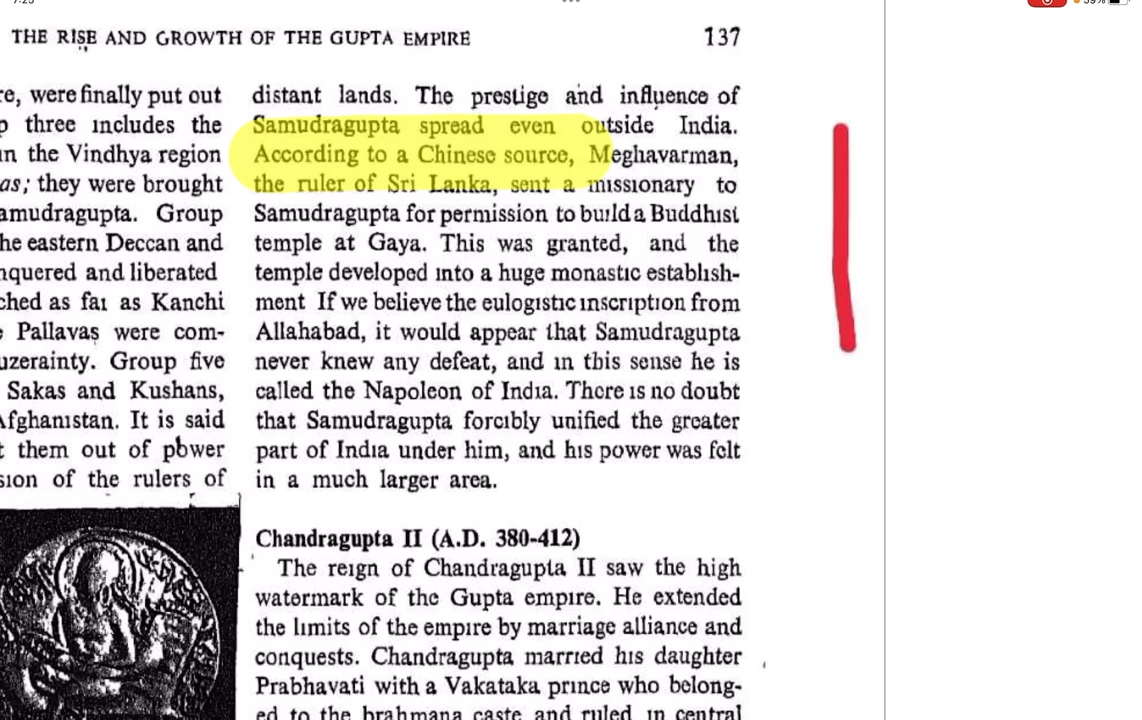 7:25
59%
THE RISE AND GROWTH OF THE GUPTA EMPIRE
137
re, were finally put out
p three includes the
in the Vindhya region
as; they were brought
amudragupta. Group
he eastern Deccan and
nquered and liberated
ched as far as Kanchi
e Pallavas were com-
uzerainty. Group five
Sakas and Kushans,
Afghanistan. It is said
t them out of power
sion of the rulers of
distant lands. The prestige and influence of
Samudragupta spread even outside India.
According to a Chinese source, Meghavarman,
the ruler of Sri Lanka, sent a missionary to
Samudragupta for permission to build a Buddhist
temple at Gaya. This was granted, and the
temple developed into a huge monastic establish-
ment If we believe the eulogistic inscription from
Allahabad, it would appear that Samudragupta
never knew any defeat, and in this sense he is
called the Napoleon of India. There is no doubt
that Samudragupta forcibly unified the greater
part of India under him, and his power was felt
in a much larger area.
Chandragupta II (A.D. 380-412)
The reign of Chandragupta II saw the high
watermark of the Gupta empire. He extended
the limits of the empire by marriage alliance and
conquests. Chandragupta married his daughter
Prabhavati with a Vakataka prince who belong-
ed to the brahmana caste and ruled in central